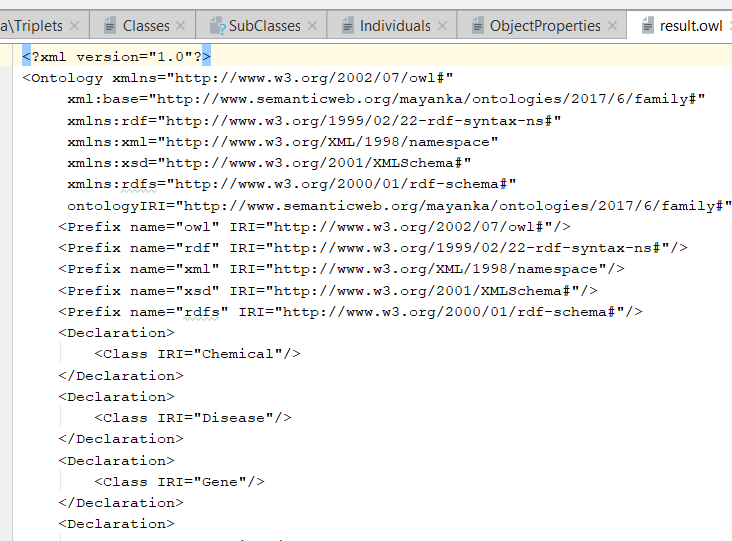 a\Triplets Classes SubClasses Individuals ObjectProperties result.owl
<?xml version="1.0"?>
<Ontology xmlns="http://www.w3.org/2002/07/owl#"
xml:base="http://www.semanticweb.org/mayanka/ontologies/2017/6/family#"
xmlns:rdf="http://www.w3.org/1999/02/22-rdf-syntax-ns#"
xmlns:xml="http://www.w3.org/XML/1998/namespace"
xmlns:xsd="http://www.w3.org/2001/XMLSchema#"
xmlns:rdfs="http://www.w3.org/2000/01/rdf-schema#"
ontologyIRI="http://www.semanticweb.org/mayanka/ontologies/2017/6/family#"
<Prefix name="owl" IRI="http://www.w3.org/2002/07/owl#"/>
<Prefix name="rdf" IRI="http://www.w3.org/1999/02/22-rdf-syntax-ns#"/>
<Prefix name="xml" IRI="http://www.w3.org/XML/1998/namespace"/>
<Prefix name="xsd" IRI="http://www.w3.org/2001/XMLSchema#"/>
<Prefix name="rdfs" IRI="http://www.w3.org/2000/01/rdf-schema#"/>
<Declaration>
<Class IRI="Chemical"/>
</Declaration>
<Declaration>
<Class IRI="Disease"/>
</Declaration>
<Declaration>
<Class IRI="Gene"/>
</Declaration>
<Declaration>